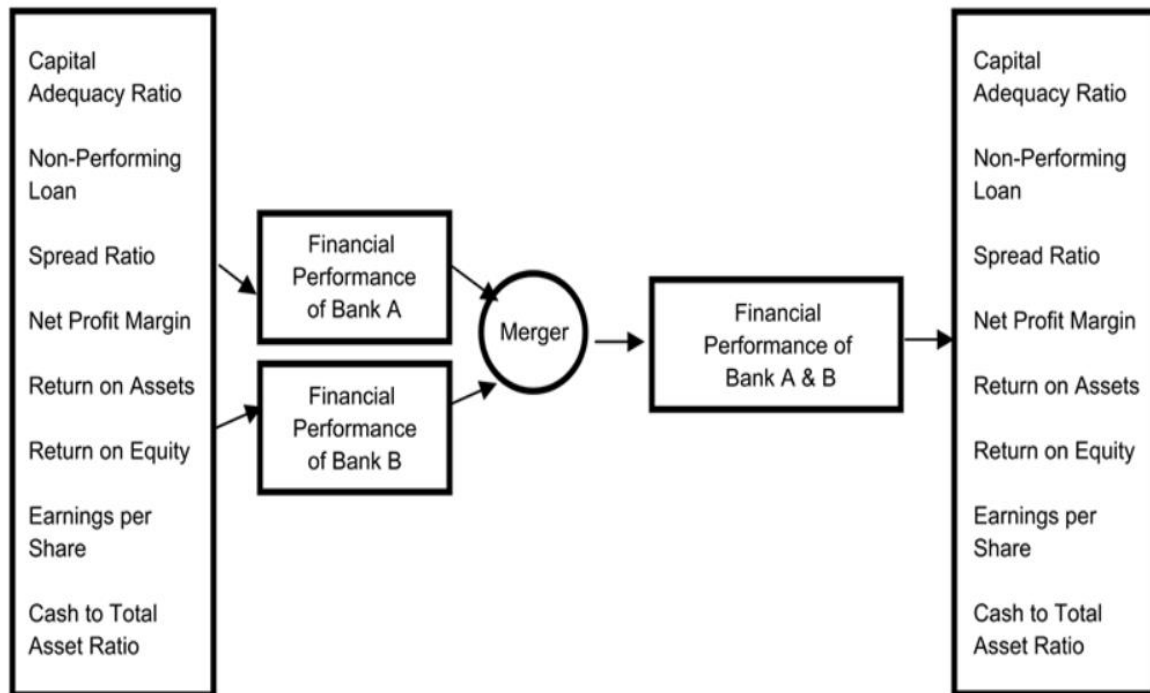 Capital
Adequacy Ratio
Non-Performing
Loan
Spread Ratio
Net Profit Margin
Return on Assets
Return on Equity
Earnings per
Share
Cash to Total
Asset Ratio
Financial
Performance
of Bank A
Financial
Performance
of Bank B
Merger
Financial
Performance of
Bank A & B
Capital
Adequacy Ratio
Non-Performing
Loan
Spread Ratio
Net Profit Margin
Return on Assets
Return on Equity
Earnings per
Share
Cash to Total
Asset Ratio